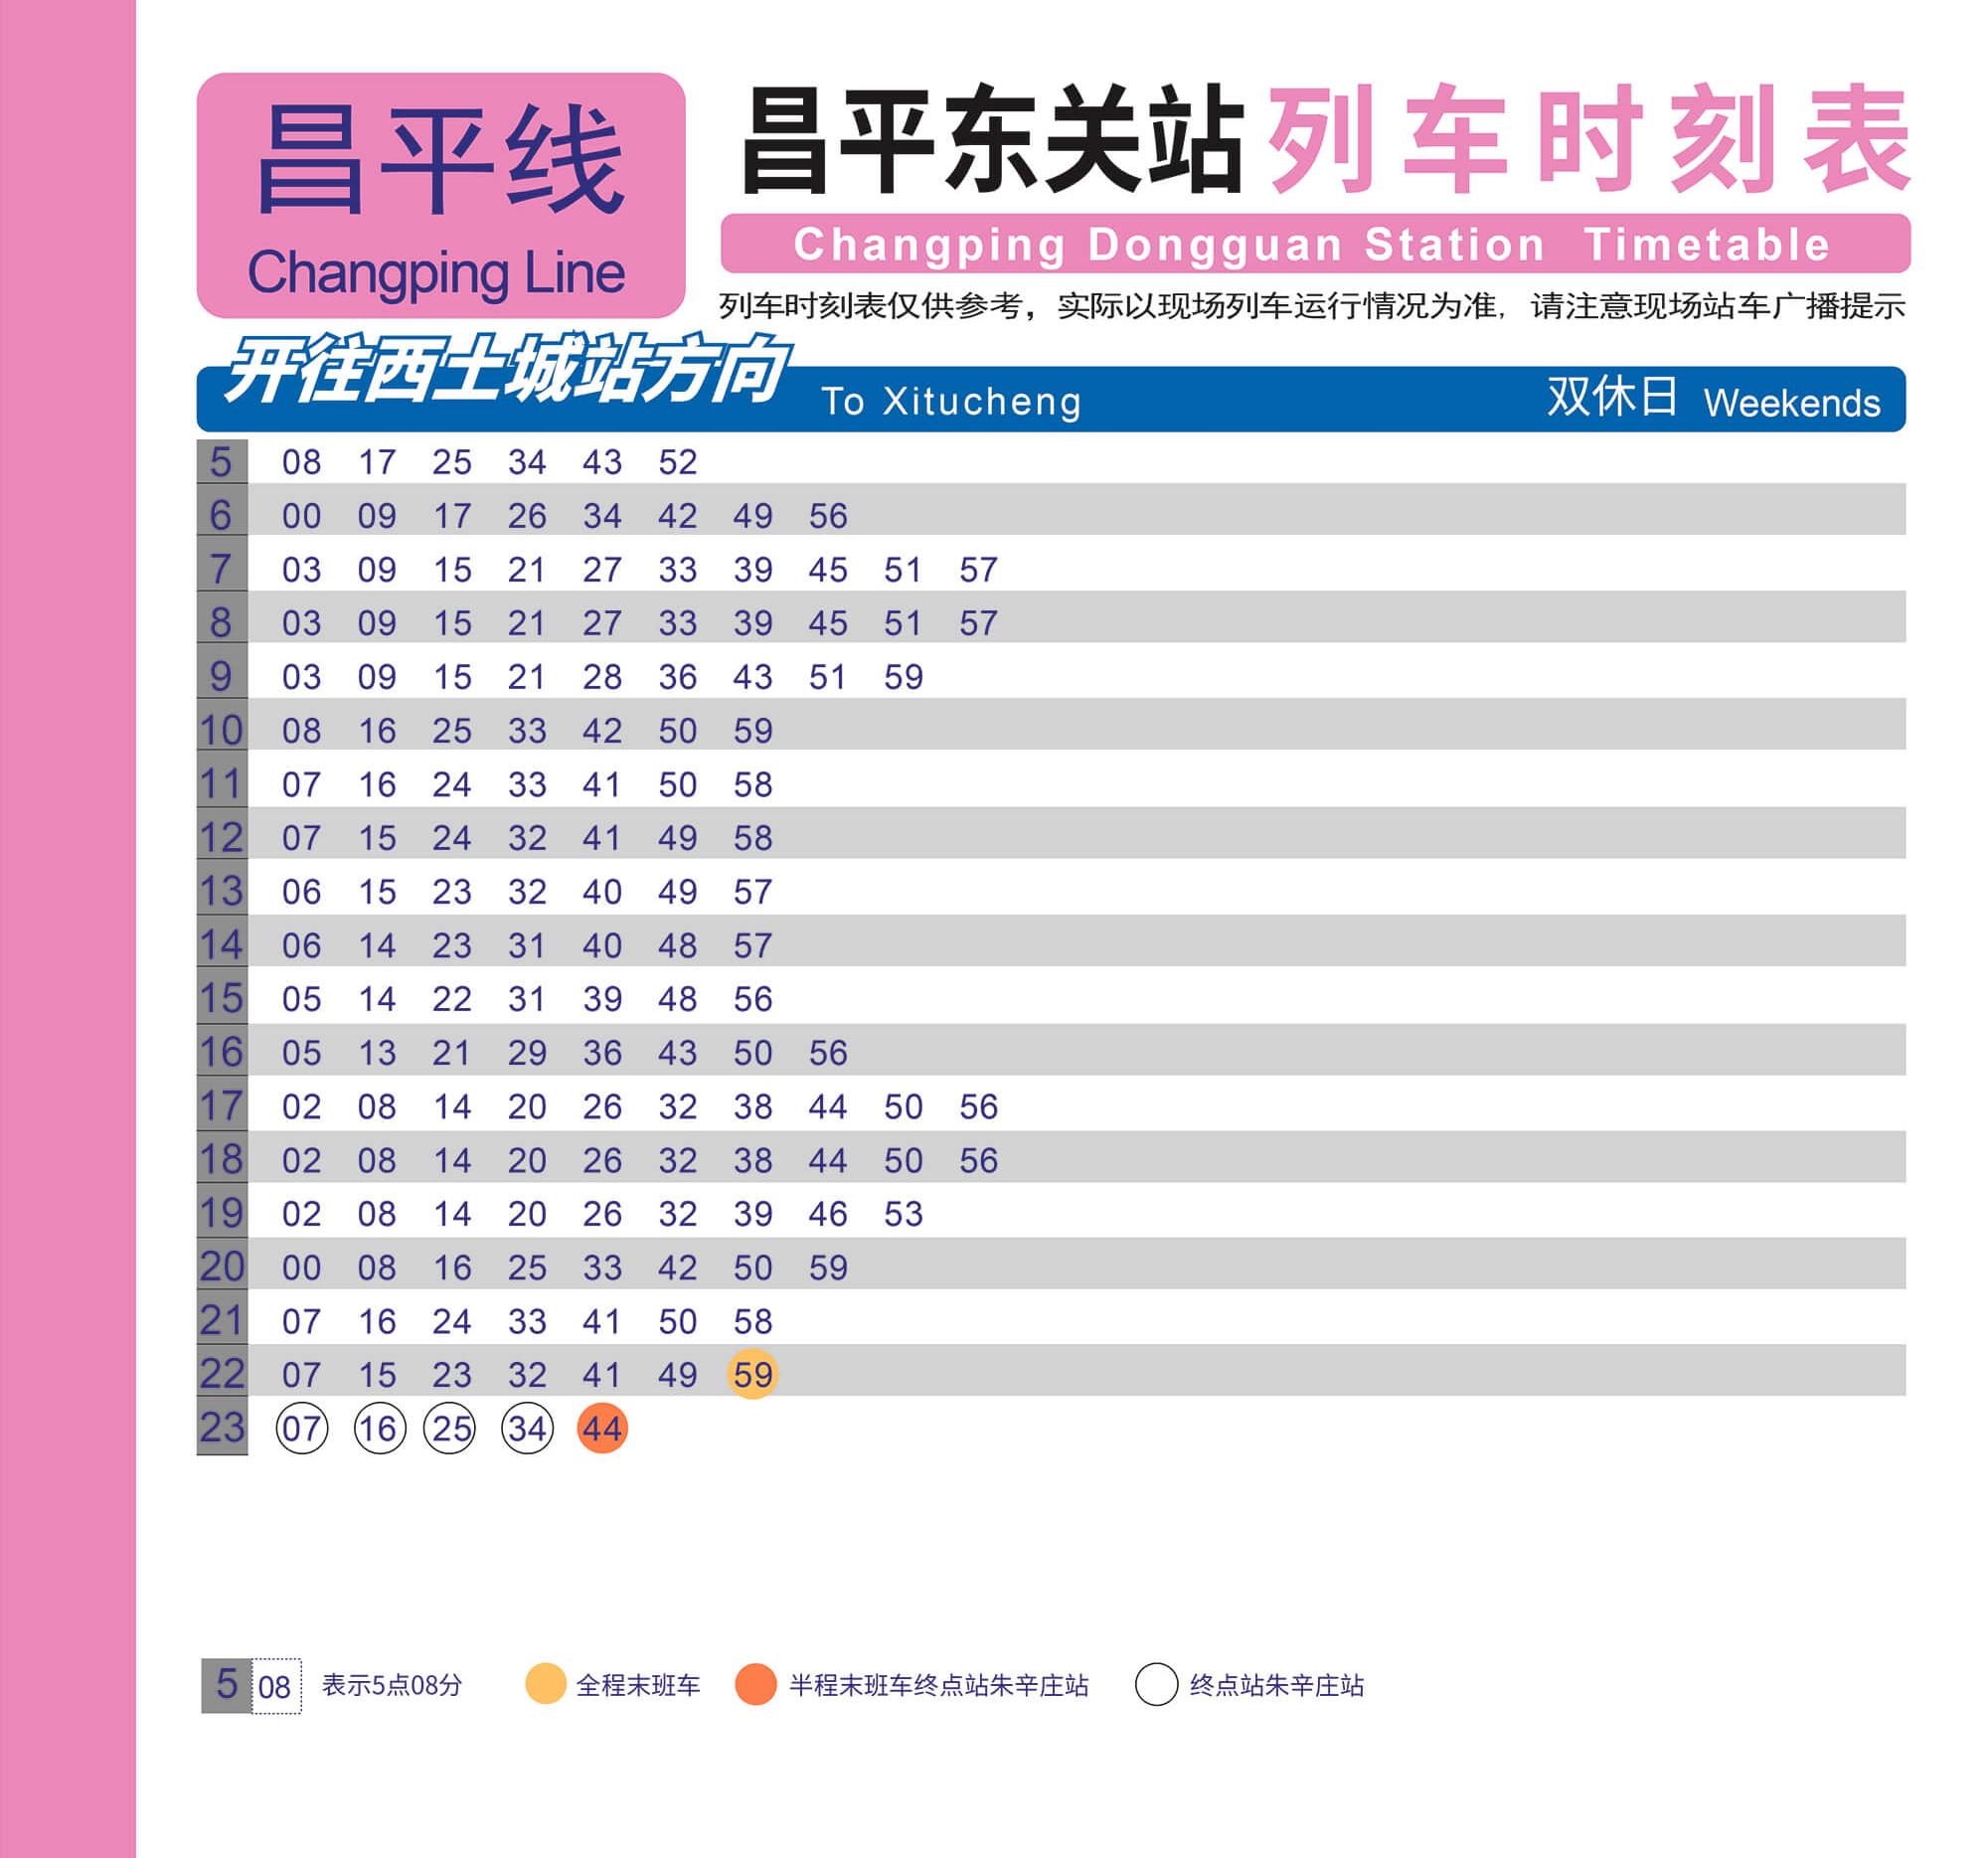 昌平线
Changping Line
昌平东关站列车时刻表
Changping Dongguan Station Timetable
列车时刻表仅供参考，实际以现场列车运行情况为准，请注意现场站车广播提示
开往西土城站方向 To Xitucheng 双休日 Weekends
5 08 17 25 34 43 52
6 00 09 17 26 34 42 49 56
7 03 09 15 21 27 33 39 45 51 57
8 03 09 15 21 27 33 39 45 51 57
9 03 09 15 21 28 36 43 51 59
10 08 16 25 33 42 50 59
11 07 16 24 33 41 50 58
12 07 15 24 32 41 49 58
13 06 15 23 32 40 49 57
14 06 14 23 31 40 48 57
15 05 14 22 31 39 48 56
16 05 13 21 29 36 43 50 56
17 02 08 14 20 26 32 38 44 50 56
18 02 08 14 20 26 32 38 44 50 56
19 02 08 14 20 26 32 39 46 53
20 00 08 16 25 33 42 50 59
21 07 16 24 33 41 50 58
22 07 15 23 32 41 49 59
23 07 16 25 34 44
5 08 表示5点08分 全程末班车 半程末班车终点站朱辛庄站 终点站朱辛庄站